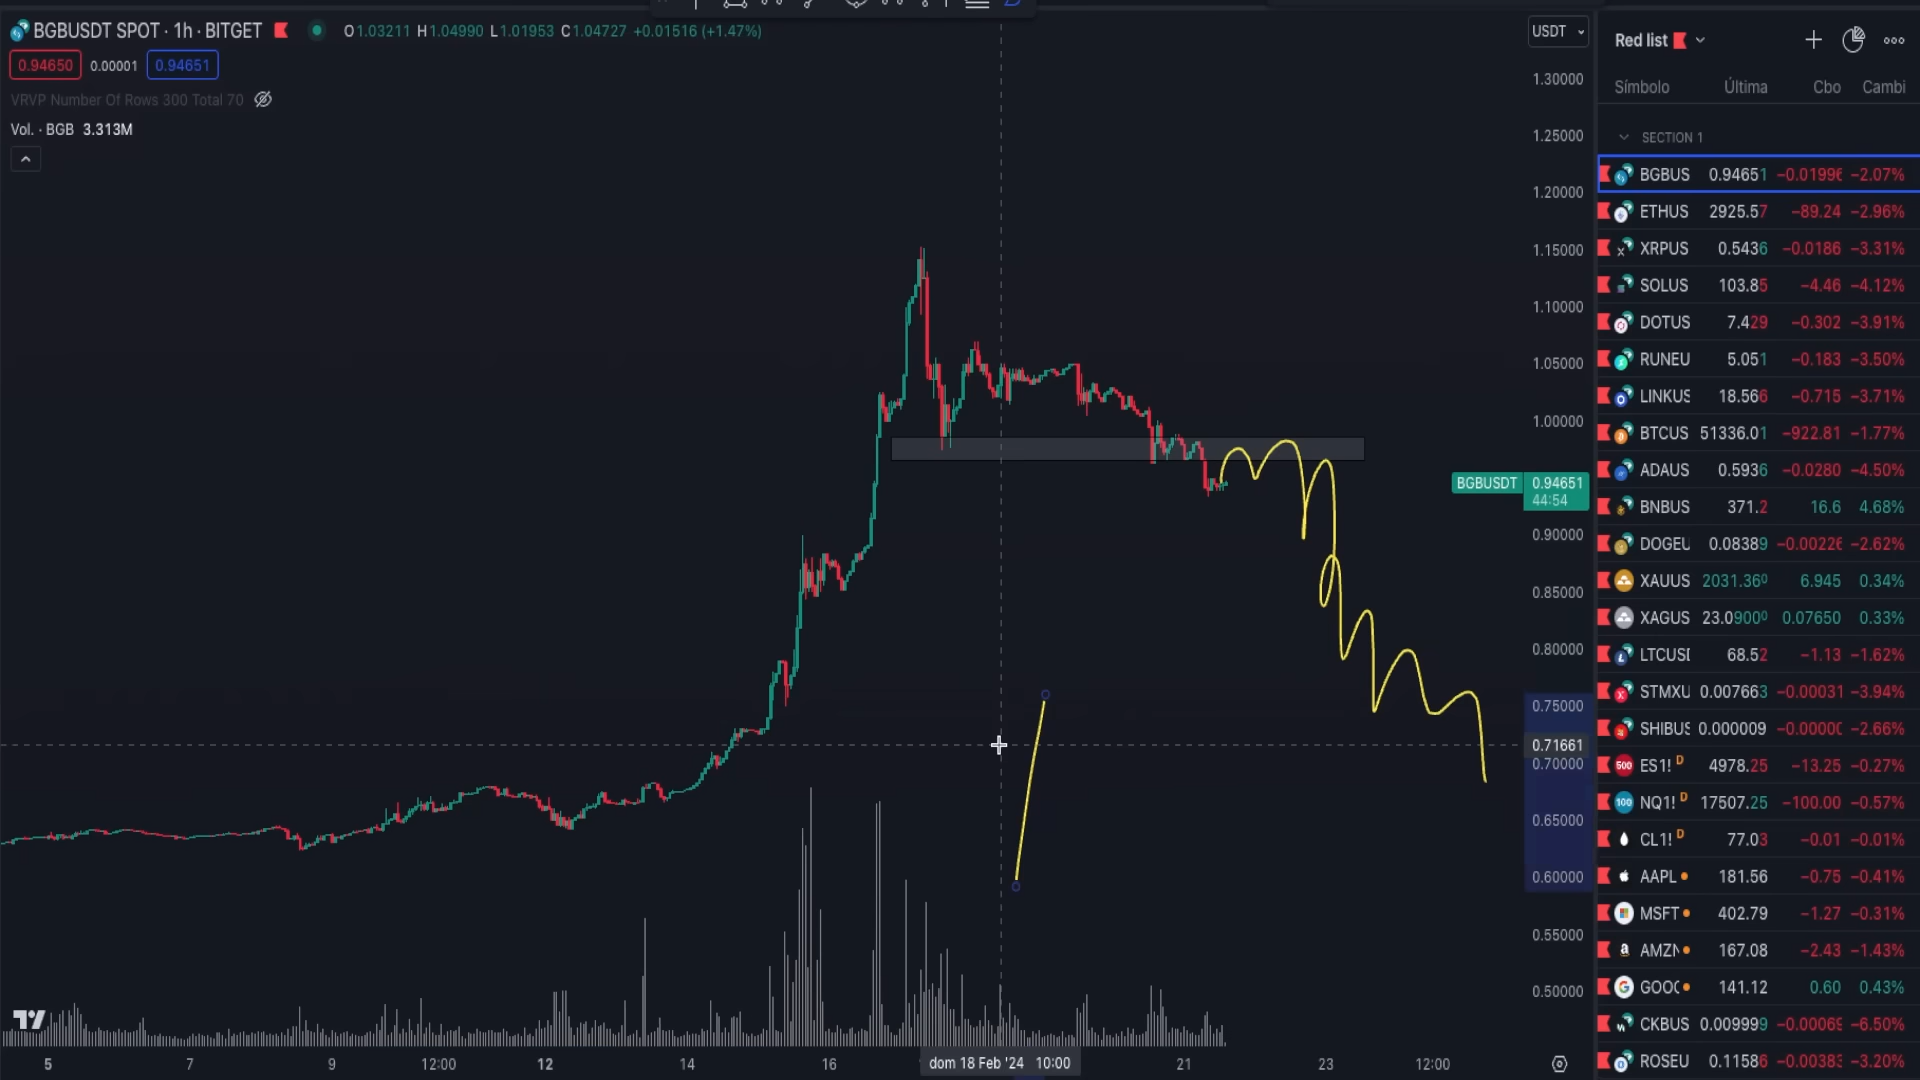 BGBUSDT SPOT · 1h · BITGET O1.03211 H1.04990 L1.01953 C1.04727 +0.01516 (+1.47%)
0.94650 0.00001 0.94651
VRVP Number Of Rows 300 Total 70
Vol. · BGB 3.313M
USDT
1.30000
1.25000
1.20000
1.15000
1.10000
1.05000
1.00000
BGBUSDT 0.94651
44:54
0.90000
0.85000
0.80000
0.75000
0.71661
0.70000
0.65000
0.60000
0.55000
0.50000
5 7 9 12:00 12 14 16 dom 18 Feb '24 10:00 21 23 12:00
Red list
Símbolo Última Cbo Cambi
SECTION 1
BGBUS 0.94651 −0.01996 −2.07%
ETHUS 2925.57 −89.24 −2.96%
XRPUS 0.5436 −0.0186 −3.31%
SOLUS 103.85 −4.46 −4.12%
DOTUS 7.429 −0.302 −3.91%
RUNEU 5.051 −0.183 −3.50%
LINKUS 18.566 −0.715 −3.71%
BTCUS 51336.01 −922.81 −1.77%
ADAUS 0.5936 −0.0280 −4.50%
BNBUS 371.2 16.6 4.68%
DOGEU 0.08389 −0.00226 −2.62%
XAUUS 2031.360 6.945 0.34%
XAGUS 23.09000 0.07650 0.33%
LTCUSD 68.52 −1.13 −1.62%
STMXU 0.007663 −0.00031 −3.94%
SHIBUS 0.000009 −0.00000 −2.66%
500 ES1! D 4978.25 −13.25 −0.27%
100 NQ1! D 17507.25 −100.00 −0.57%
CL1! D 77.03 −0.01 −0.01%
AAPL 181.56 −0.75 −0.41%
MSFT 402.79 −1.27 −0.31%
AMZN 167.08 −2.43 −1.43%
GOOG 141.12 0.60 0.43%
CKBUS 0.009999 −0.00069 −6.50%
ROSEU 0.11586 −0.00383 −3.20%